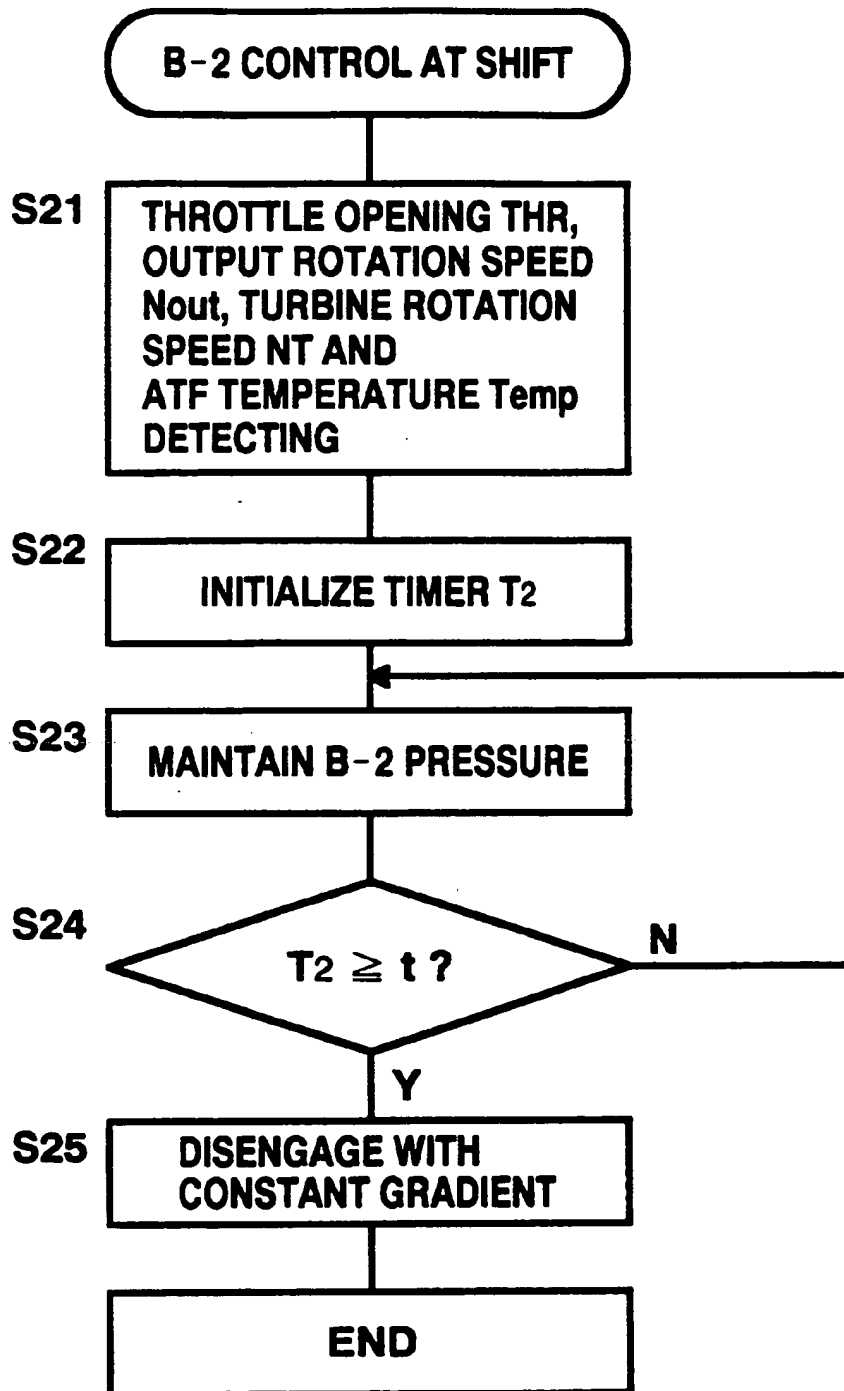 B-2 CONTROL AT SHIFT
S21
THROTTLE OPENING THR,
OUTPUT ROTATION SPEED
Nout, TURBINE ROTATION
SPEED NT AND
ATF TEMPERATURE Temp
DETECTING
S22
INITIALIZE TIMER T2
S23
MAINTAIN B-2 PRESSURE
S24
T2 ≧ t ?
N
Y
S25
DISENGAGE WITH
CONSTANT GRADIENT
END